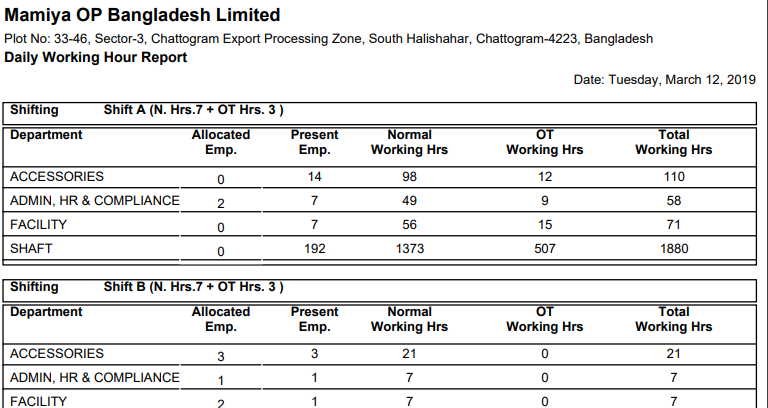 Mamiya OP Bangladesh Limited
Plot No: 33-46, Sector-3, Chattogram Export Processing Zone, South Halishahar, Chattogram-4223, Bangladesh
Daily Working Hour Report
Date: Tuesday, March 12, 2019
Shifting Shift A (N. Hrs.7 + OT Hrs. 3 )
Department Allocated Emp. Present Emp. Normal Working Hrs OT Working Hrs Total Working Hrs
ACCESSORIES 0 14 98 12 110
ADMIN, HR & COMPLIANCE 2 7 49 9 58
FACILITY 0 7 56 15 71
SHAFT 0 192 1373 507 1880
Shifting Shift B (N. Hrs.7 + OT Hrs. 3 )
Department Allocated Emp. Present Emp. Normal Working Hrs OT Working Hrs Total Working Hrs
ACCESSORIES 3 3 21 0 21
ADMIN, HR & COMPLIANCE 1 1 7 0 7
FACILITY 2 1 7 0 7